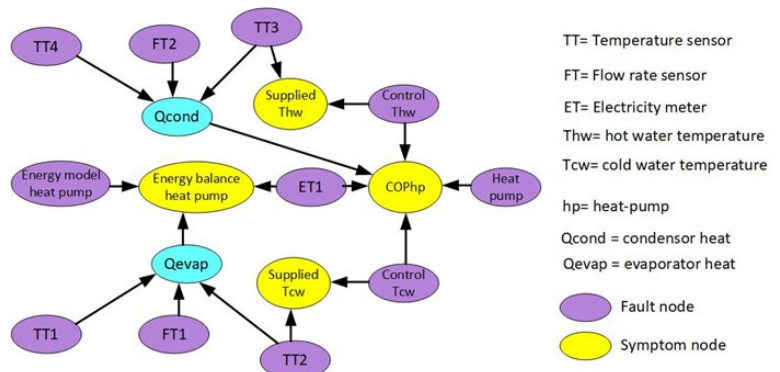 TT4
FT2
TT3
Qcond
Supplied
Thw
Control
Thw
Energy model
heat pump
Energy balance
heat pump
ET1
COPhp
Heat
pump
Qevap
Supplied
Tcw
Control
Tcw
TT1
FT1
TT2
TT= Temperature sensor
FT= Flow rate sensor
ET= Electricity meter
Thw= hot water temperature
Tcw= cold water temperature
hp= heat-pump
Qcond = condensor heat
Qevap = evaporator heat
Fault node
Symptom node